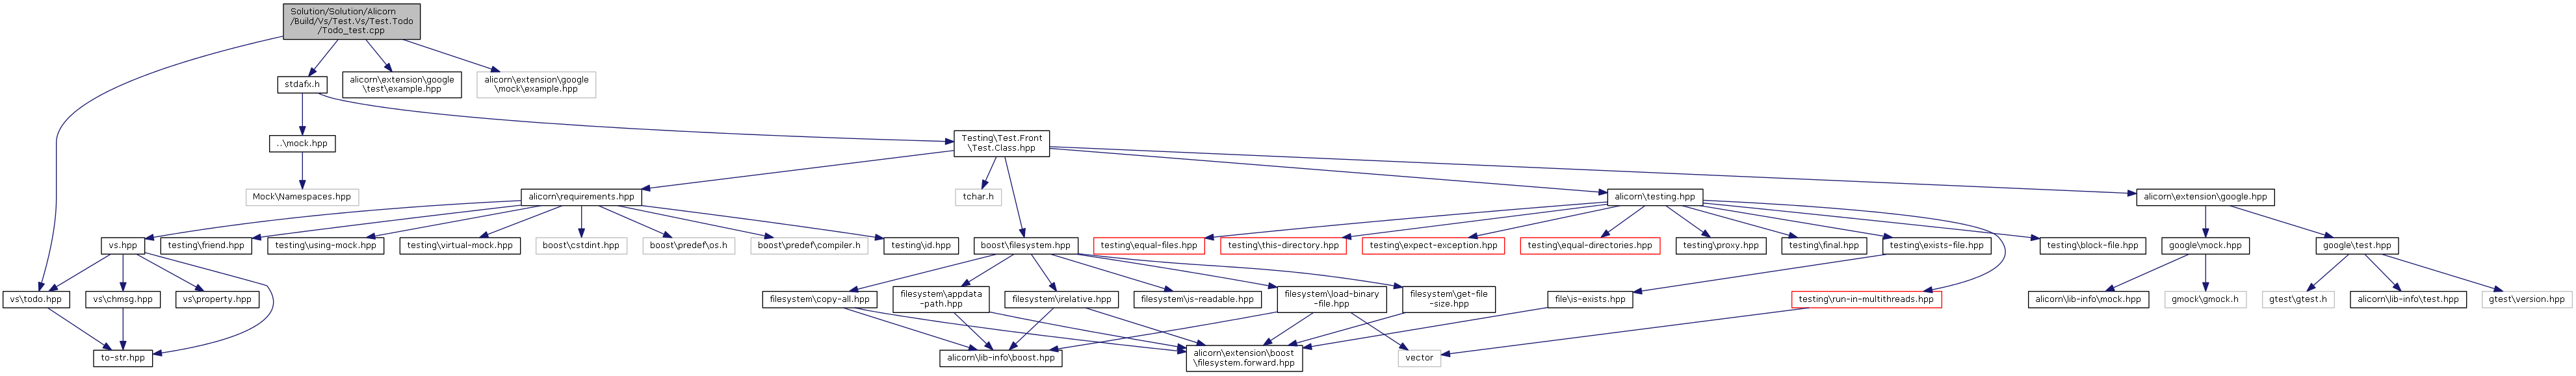 Solution/Solution/Alicorn
/Build/Vs/Test.Vs/Test.Todo
/Todo_test.cpp
stdafx.h
alicorn\extension\google
\test\example.hpp
alicorn\extension\google
\mock\example.hpp
..\mock.hpp
Testing\Test.Front
\Test.Class.hpp
Mock\Namespaces.hpp
alicorn\requirements.hpp
tchar.h
alicorn\testing.hpp
alicorn\extension\google.hpp
vs.hpp
testing\friend.hpp
testing\using-mock.hpp
testing\virtual-mock.hpp
boost\cstdint.hpp
boost\predef\os.h
boost\predef\compiler.h
testing\id.hpp
boost\filesystem.hpp
testing\equal-files.hpp
testing\this-directory.hpp
testing\expect-exception.hpp
testing\equal-directories.hpp
testing\proxy.hpp
testing\final.hpp
testing\exists-file.hpp
testing\block-file.hpp
google\mock.hpp
google\test.hpp
vs\todo.hpp
vs\chmsg.hpp
vs\property.hpp
filesystem\copy-all.hpp
filesystem\appdata
-path.hpp
filesystem\irelative.hpp
filesystem\is-readable.hpp
filesystem\load-binary
-file.hpp
filesystem\get-file
-size.hpp
file\is-exists.hpp
testing\run-in-multithreads.hpp
alicorn\lib-info\mock.hpp
gmock\gmock.h
gtest\gtest.h
alicorn\lib-info\test.hpp
gtest\version.hpp
to-str.hpp
alicorn\lib-info\boost.hpp
alicorn\extension\boost
\filesystem.forward.hpp
vector